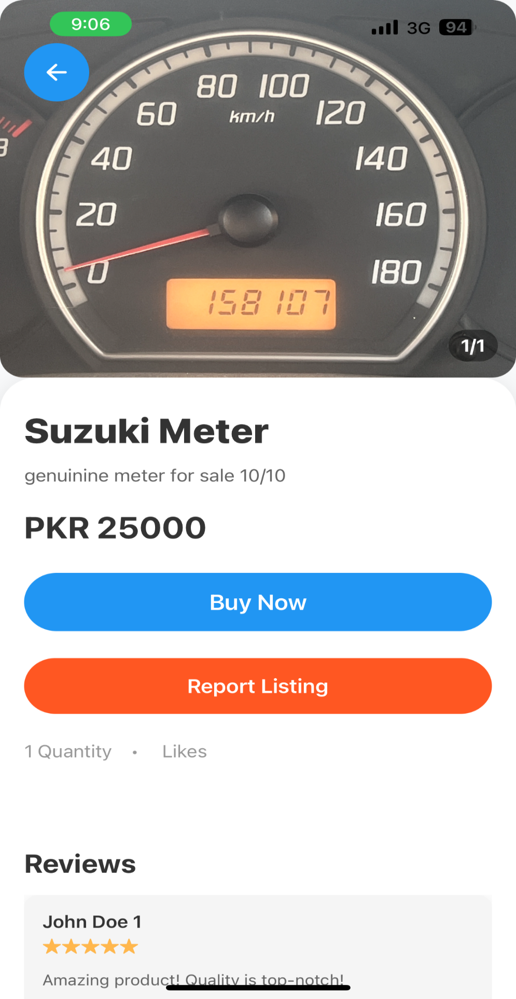 9:06
3G 94
80 100
60 km/h 120
40 140
20 160
0 180
158107
8
1/1
Suzuki Meter
genuinine meter for sale 10/10
PKR 25000
Buy Now
Report Listing
1 Quantity • Likes
Reviews
John Doe 1
Amazing product! Quality is top-notch!